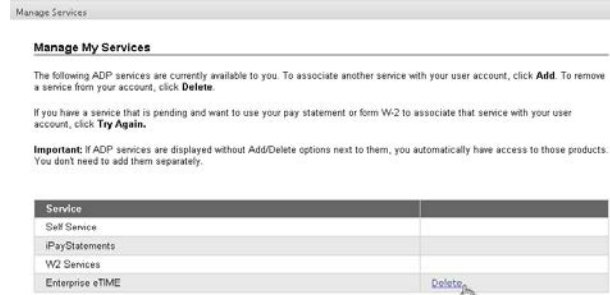 Manage Services
Manage My Services
The following ADP services are currently available to you. To associate another service with your user account, click Add. To remove
a service from your account, click Delete.
If you have a service that is pending and want to use your pay statement or form W-2 to associate that service with your user
account, click Try Again.
Important: If ADP services are displayed without Add/Delete options next to them, you automatically have access to those products.
You don't need to add them separately.
Service
Self Service
iPayStatements
W2 Services
Enterprise eTIME Delete